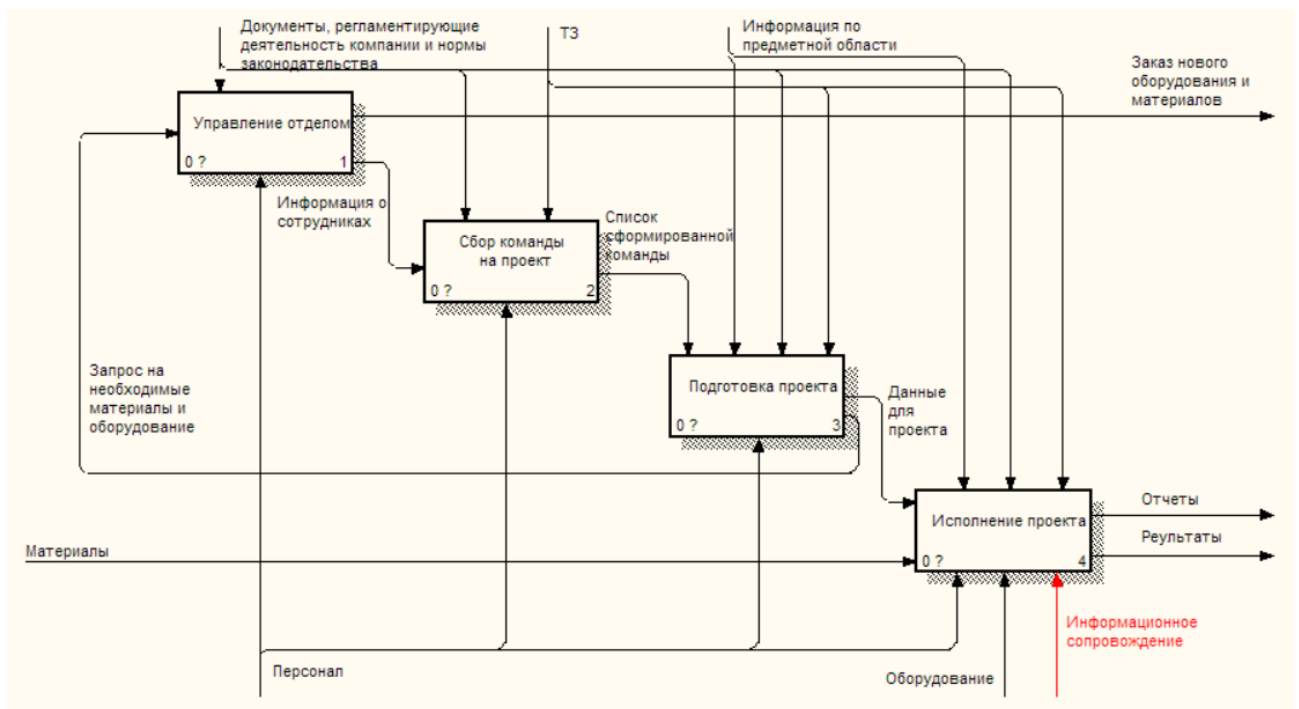 Документы, регламентирующие
деятельность компании и нормы
законодательства
ТЗ
Информация по
предметной области
Заказ нового
оборудования и
материалов
Управление отделом
0 ?
1
Информация о
сотрудниках
Сбор команды
на проект
0 ?
2
Список
сформированной
команды
Запрос на
необходимые
материалы и
оборудование
Подготовка проекта
0 ?
3
Данные
для
проекта
Исполнение проекта
0 ?
4
Отчеты
Реультаты
Материалы
Информационное
сопровождение
Персонал
Оборудование